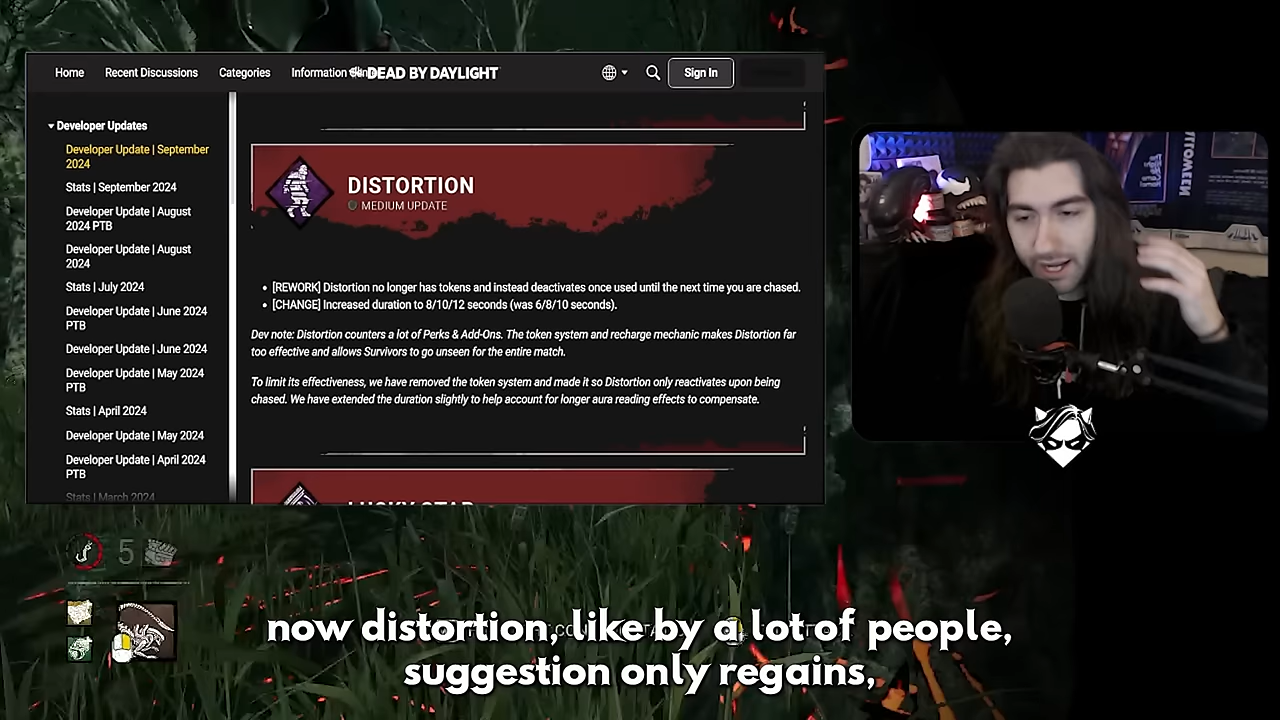 Home
Recent Discussions
Categories
Information
DEAD BY DAYLIGHT
Sign In
Developer Updates
Developer Update | September
2024
Stats | September 2024
Developer Update | August
2024 PTB
Developer Update | August
2024
Stats | July 2024
Developer Update | June 2024
PTB
Developer Update | June 2024
Developer Update | May 2024
PTB
Stats | April 2024
Developer Update | May 2024
Developer Update | April 2024
PTB
Stats | March 2024
DISTORTION
MEDIUM UPDATE
• [REWORK] Distortion no longer has tokens and instead deactivates once used until the next time you are chased.
• [CHANGE] Increased duration to 8/10/12 seconds (was 6/8/10 seconds).
Dev note: Distortion counters a lot of Perks & Add-Ons. The token system and recharge mechanic makes Distortion far
too effective and allows Survivors to go unseen for the entire match.
To limit its effectiveness, we have removed the token system and made it so Distortion only reactivates upon being
chased. We have extended the duration slightly to help account for longer aura reading effects to compensate.
LUCKY STAR
HALLOWEEN
5
now distortion, like by a lot of people,
suggestion only regains,